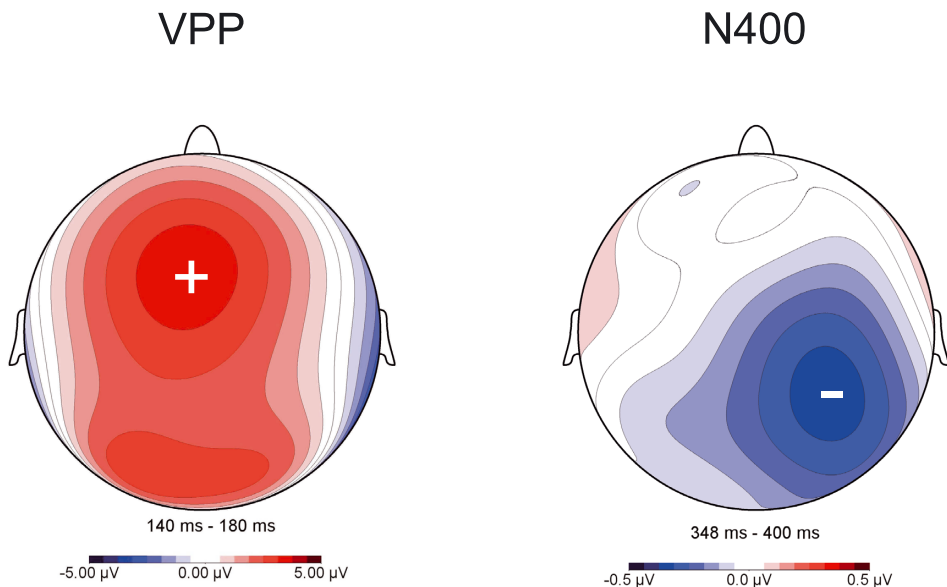 VPP
N400
+
-
140 ms - 180 ms
348 ms - 400 ms
-5.00 µV 0.00 µV 5.00 µV
-0.5 µV 0.0 µV 0.5 µV